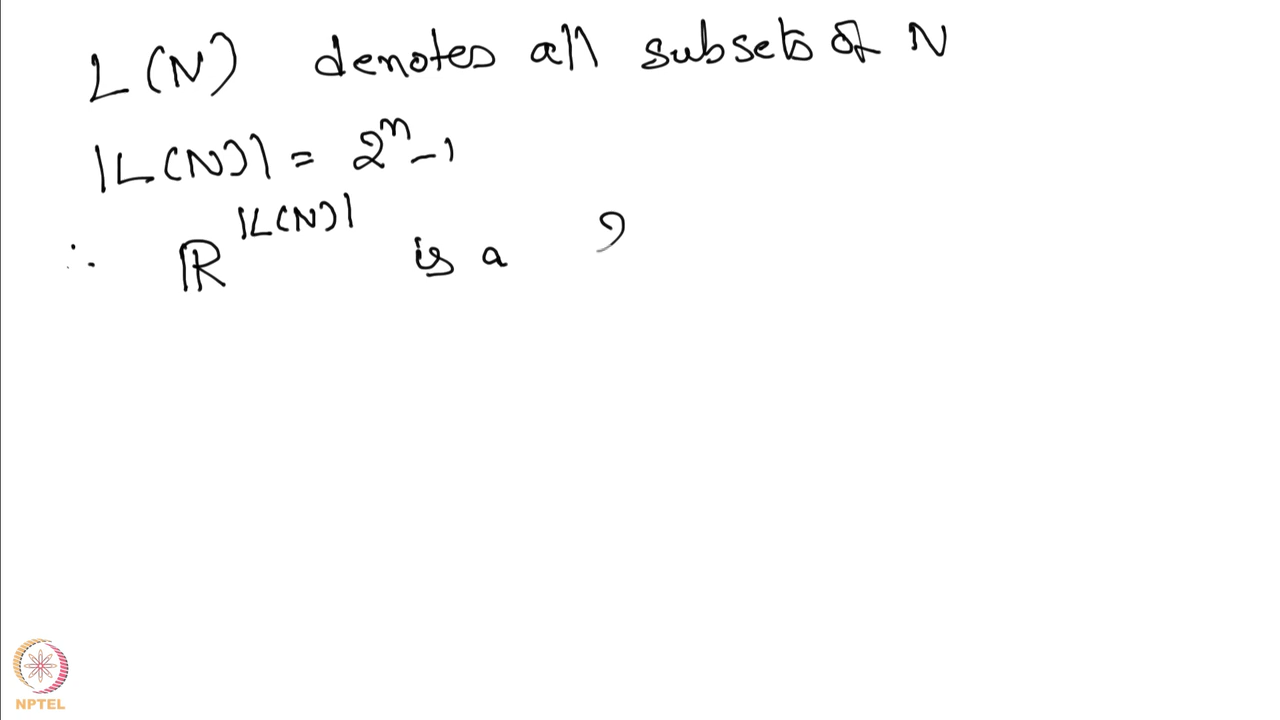 L(N) denotes all subsets of N
|L(N)| = 2^n - 1
∴ ℝ^|L(N)| is a
NPTEL